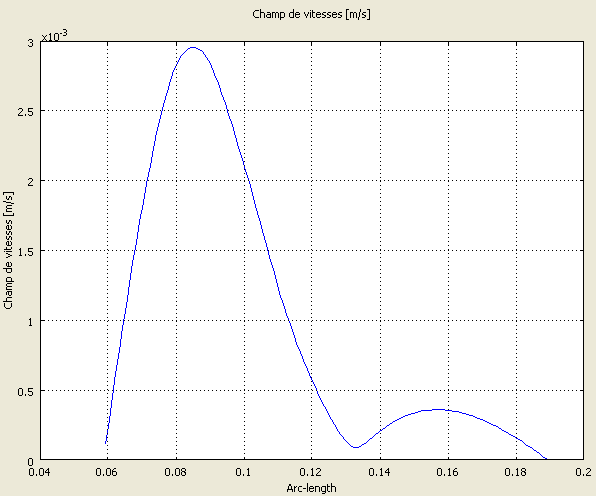 Champ de vitesses [m/s]
x10-3
3
2.5
2
1.5
1
0.5
0
Champ de vitesses [m/s]
0.04 0.06 0.08 0.1 0.12 0.14 0.16 0.18 0.2
Arc-length